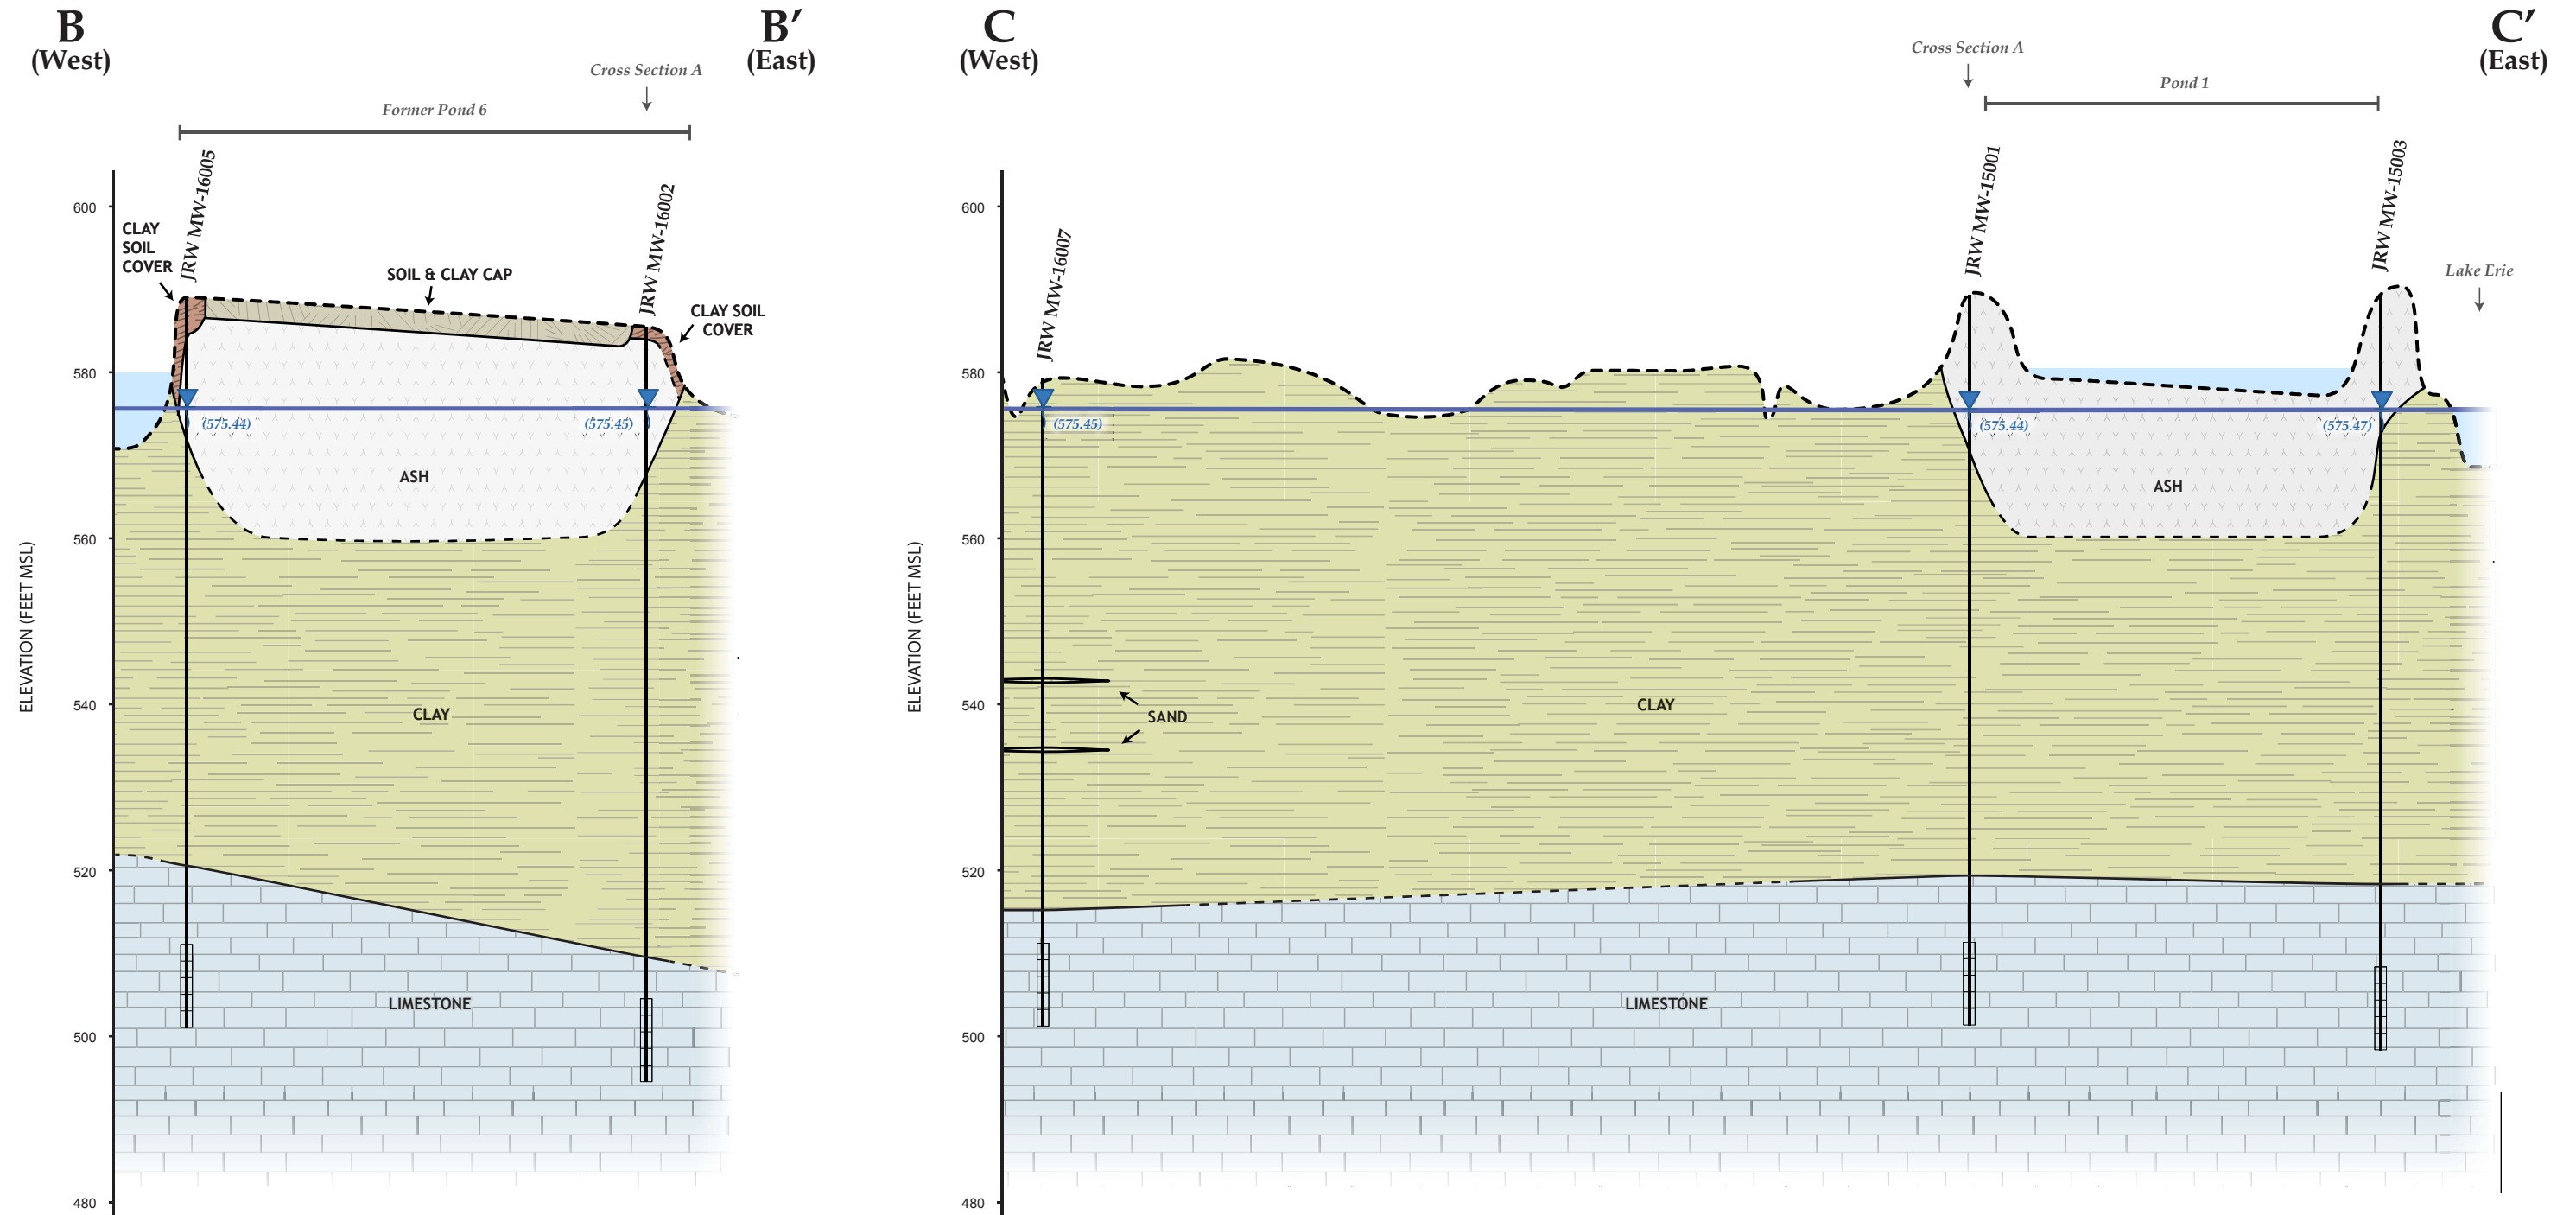 B
(West)
B′
(East)
Cross Section A
Former Pond 6
JRW MW-16005
JRW MW-16002
CLAY
SOIL
COVER
SOIL & CLAY CAP
CLAY SOIL
COVER
600
580
560
540
520
500
480
ELEVATION (FEET MSL)
(575.44)
(575.45)
ASH
CLAY
LIMESTONE
C
(West)
C′
(East)
Cross Section A
Pond 1
JRW MW-16007
JRW MW-15001
JRW MW-15003
Lake Erie
600
580
560
540
520
500
480
ELEVATION (FEET MSL)
(575.45)
(575.44)
(575.47)
ASH
SAND
CLAY
LIMESTONE